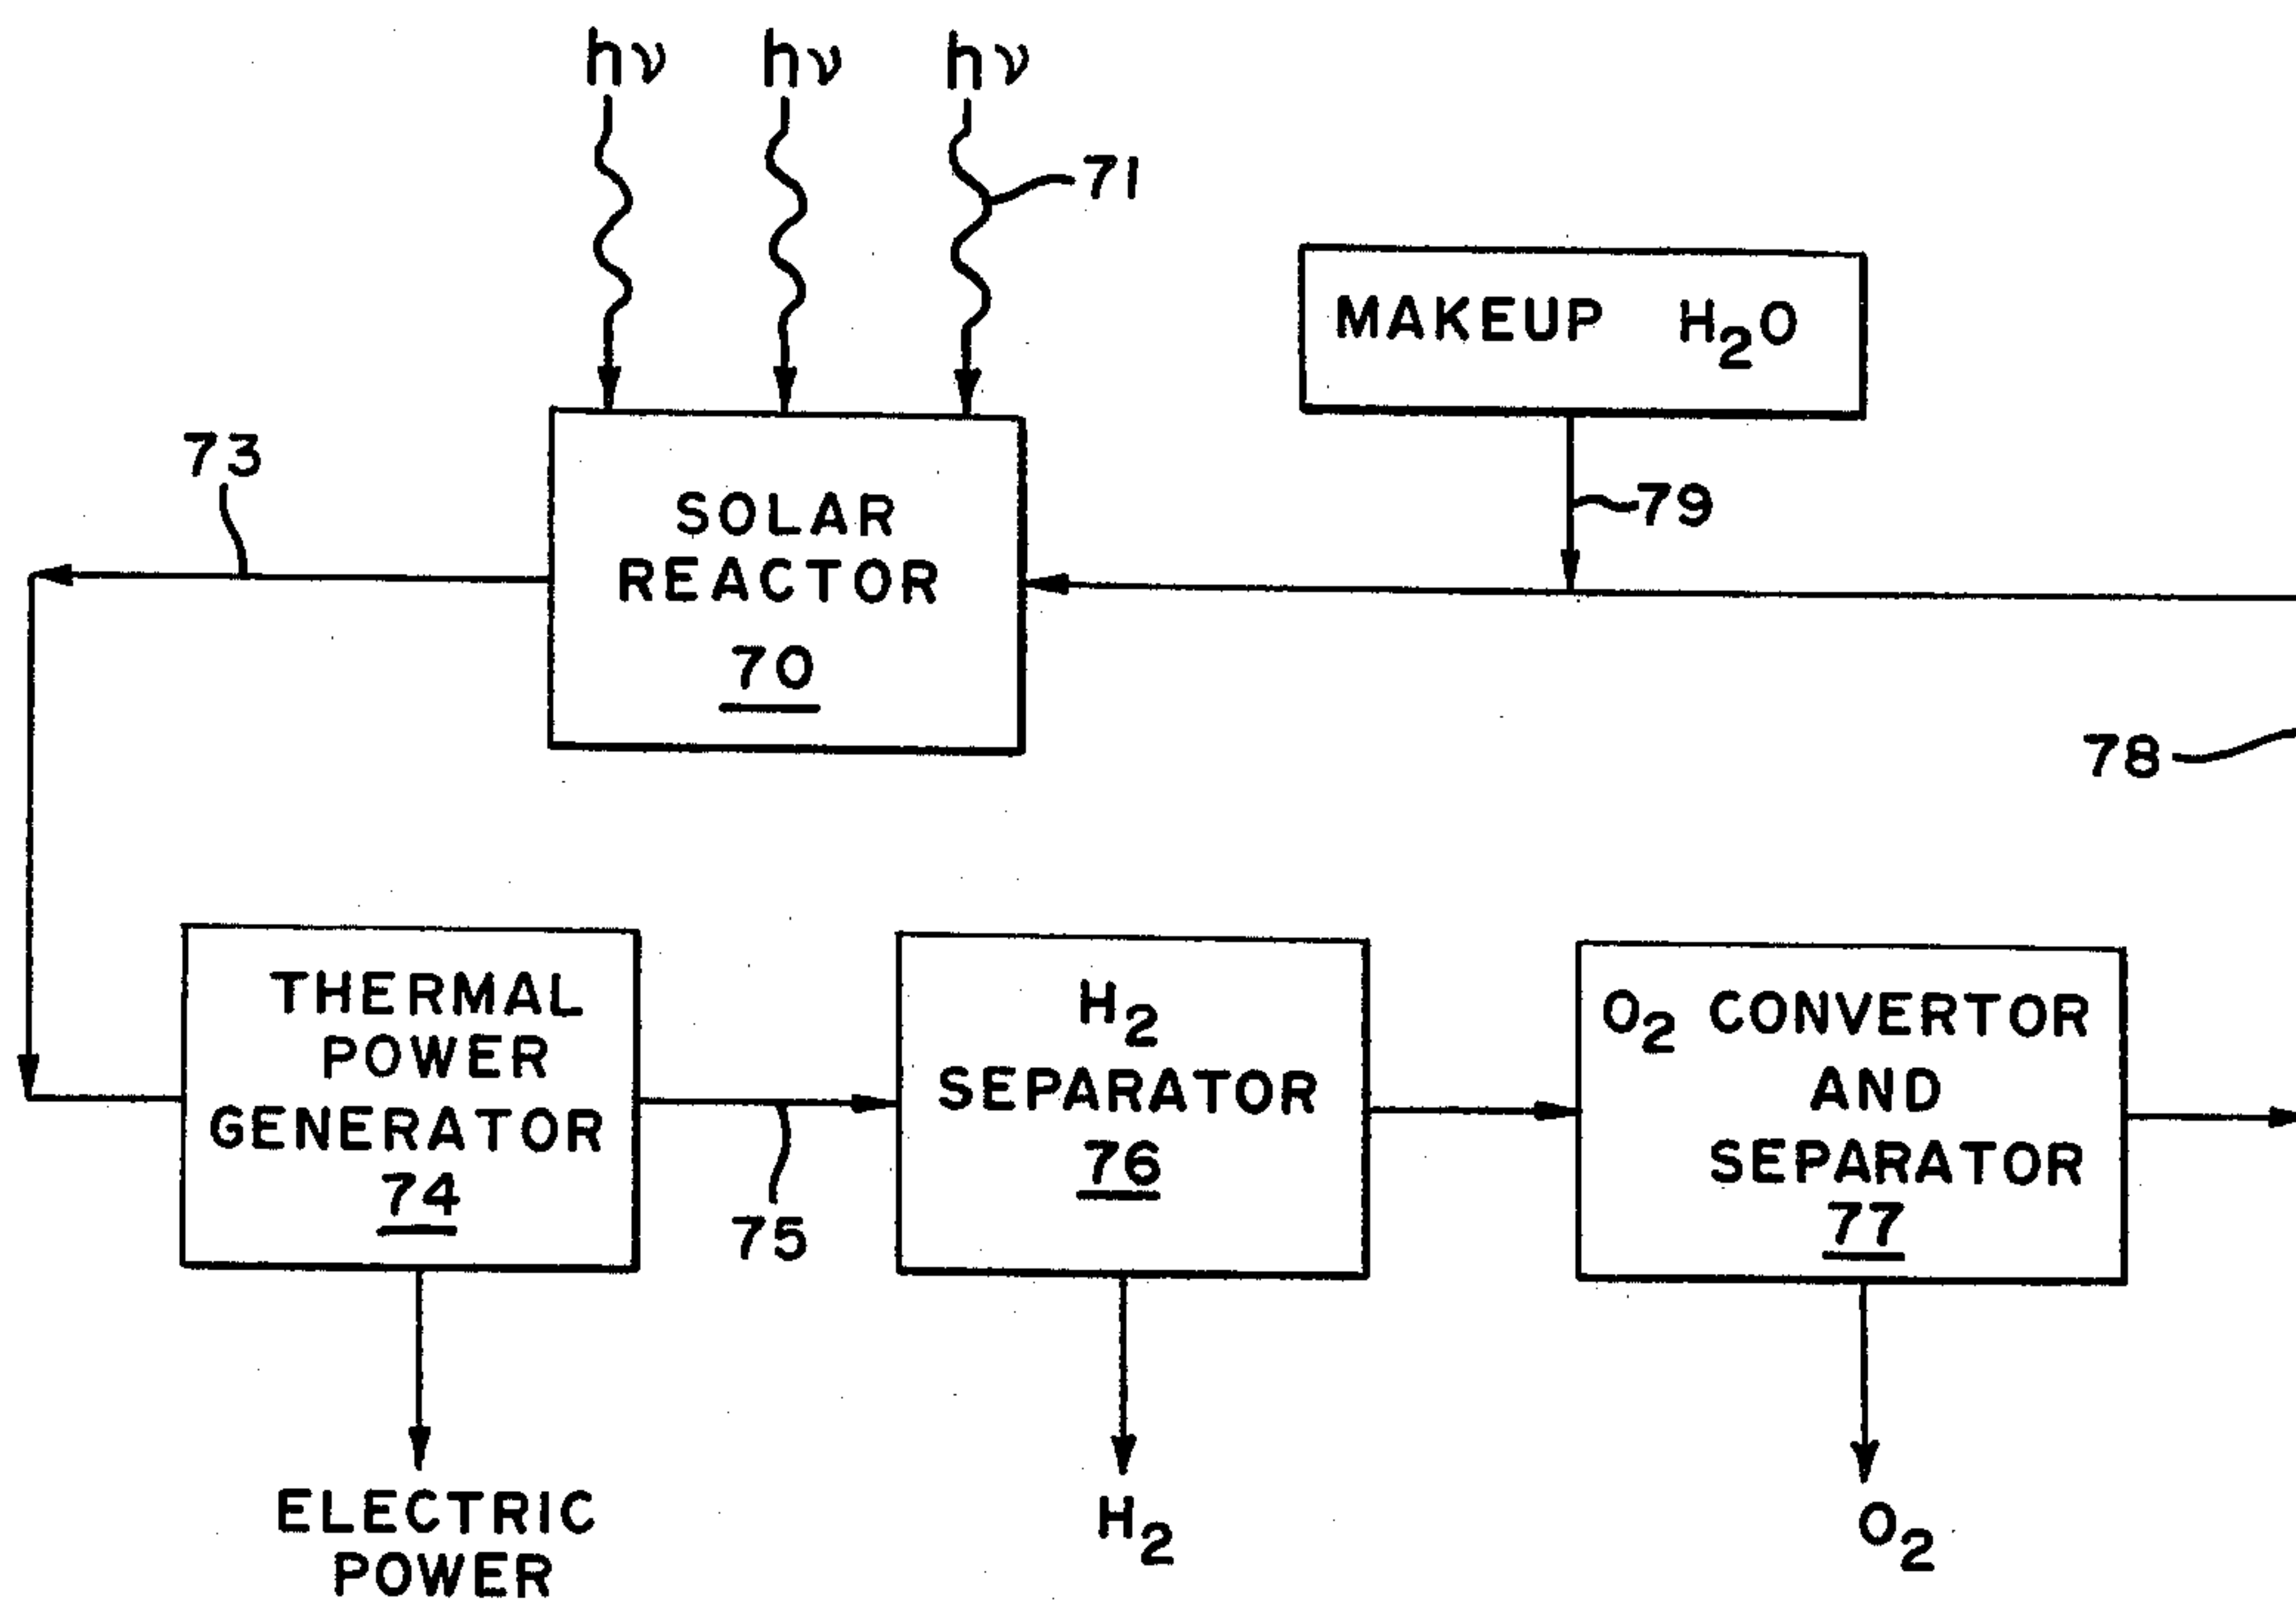 hν hν hν
71
MAKEUP H₂O
73
79
SOLAR
REACTOR
70
78
THERMAL
POWER
GENERATOR
74
75
H₂
SEPARATOR
76
O₂ CONVERTOR
AND
SEPARATOR
77
ELECTRIC
POWER
H₂
O₂